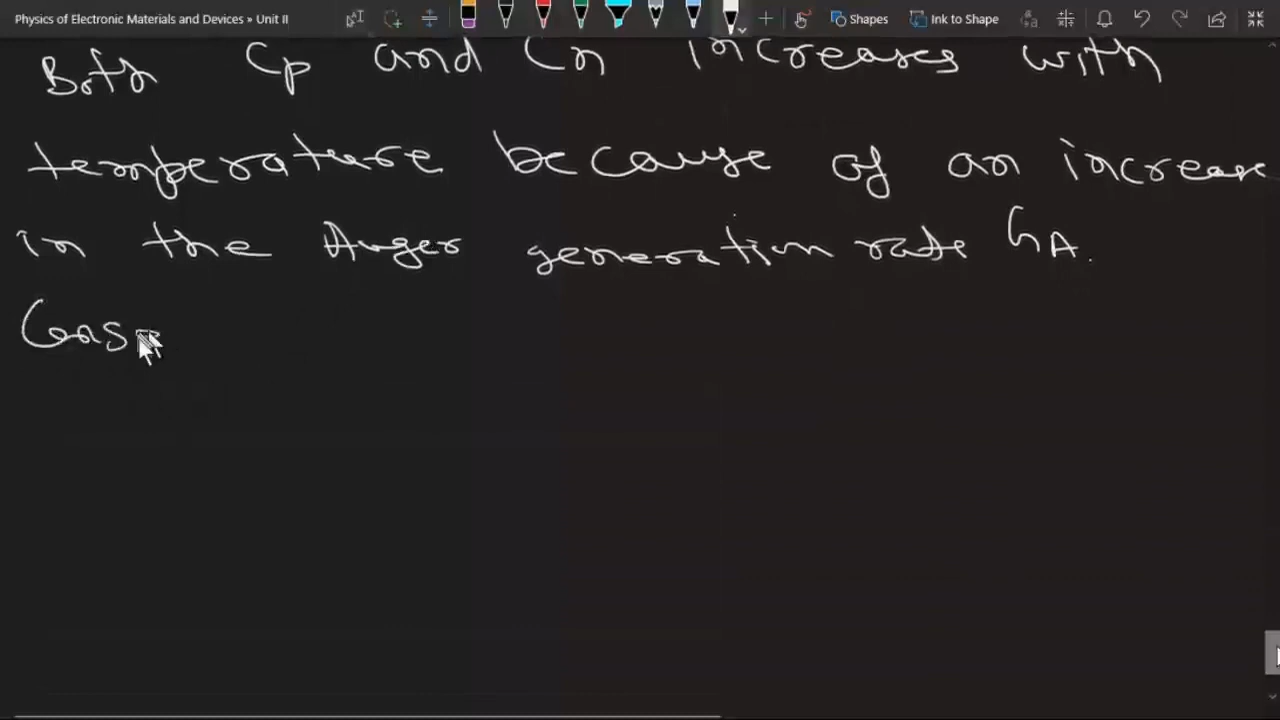 Physics of Electronic Materials and Devices » Unit II
Shapes
Ink to Shape
Both Cp and Cn increases with
temperature because of an increase
in the Auger generation rate GA.